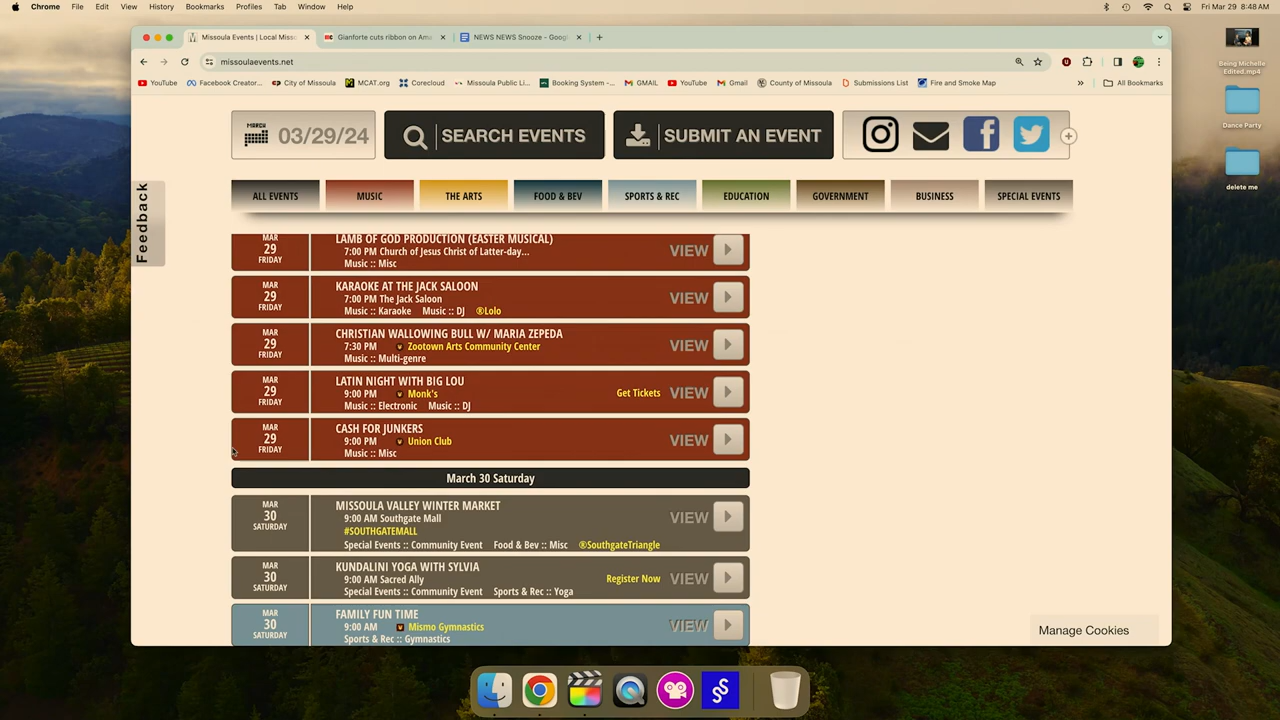 Chrome File Edit View History Bookmarks Profiles Tab Window Help Fri Mar 29 8:48 AM
Missoula Events | Local Miss Gianforte cuts ribbon on Am NEWS NEWS Snooze - Goog
missoulaevents.net
YouTube Facebook Creator... City of Missoula MCAT.org Corecloud Missoula Public Li... Booking System -... GMAIL YouTube Gmail County of Missoula Submissions List Fire and Smoke Map All Bookmarks
Being Michelle
Edited.mp4
Dance Party
delete me
Feedback
MARCH
03/29/24 SEARCH EVENTS SUBMIT AN EVENT
ALL EVENTS MUSIC THE ARTS FOOD & BEV SPORTS & REC EDUCATION GOVERNMENT BUSINESS SPECIAL EVENTS
MAR
29
FRIDAY
LAMB OF GOD PRODUCTION (EASTER MUSICAL)
7:00 PM Church of Jesus Christ of Latter-day...
Music :: Misc
VIEW
MAR
29
FRIDAY
KARAOKE AT THE JACK SALOON
7:00 PM The Jack Saloon
Music :: Karaoke Music :: DJ ®Lolo
VIEW
MAR
29
FRIDAY
CHRISTIAN WALLOWING BULL W/ MARIA ZEPEDA
7:30 PM Zootown Arts Community Center
Music :: Multi-genre
VIEW
MAR
29
FRIDAY
LATIN NIGHT WITH BIG LOU
9:00 PM Monk's
Music :: Electronic Music :: DJ
Get Tickets VIEW
MAR
29
FRIDAY
CASH FOR JUNKERS
9:00 PM Union Club
Music :: Misc
VIEW
March 30 Saturday
MAR
30
SATURDAY
MISSOULA VALLEY WINTER MARKET
9:00 AM Southgate Mall
#SOUTHGATEMALL
Special Events :: Community Event Food & Bev :: Misc ®SouthgateTriangle
VIEW
MAR
30
SATURDAY
KUNDALINI YOGA WITH SYLVIA
9:00 AM Sacred Ally
Special Events :: Community Event Sports & Rec :: Yoga
Register Now VIEW
MAR
30
SATURDAY
FAMILY FUN TIME
9:00 AM Mismo Gymnastics
Sports & Rec :: Gymnastics
VIEW
Manage Cookies